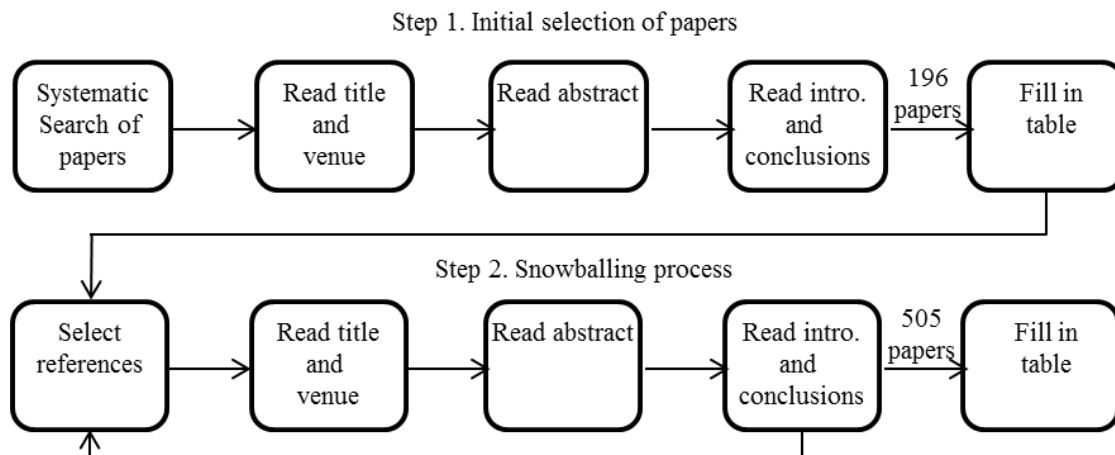 Step 1. Initial selection of papers
Systematic
Search of
papers
Read title
and
venue
Read abstract
Read intro.
and
conclusions
196
papers
Fill in
table
Step 2. Snowballing process
Select
references
Read title
and
venue
Read abstract
Read intro.
and
conclusions
505
papers
Fill in
table